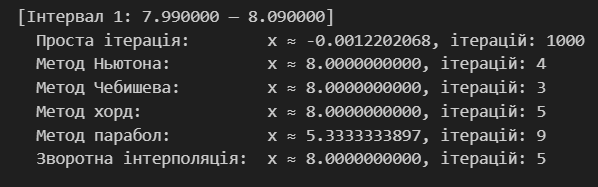 [Інтервал 1: 7.990000 — 8.090000]
Проста ітерація: x ≈ -0.0012202068, ітерацій: 1000
Метод Ньютона: x ≈ 8.0000000000, ітерацій: 4
Метод Чебишева: x ≈ 8.0000000000, ітерацій: 3
Метод хорд: x ≈ 8.0000000000, ітерацій: 5
Метод парабол: x ≈ 5.3333333897, ітерацій: 9
Зворотна інтерполяція: x ≈ 8.0000000000, ітерацій: 5